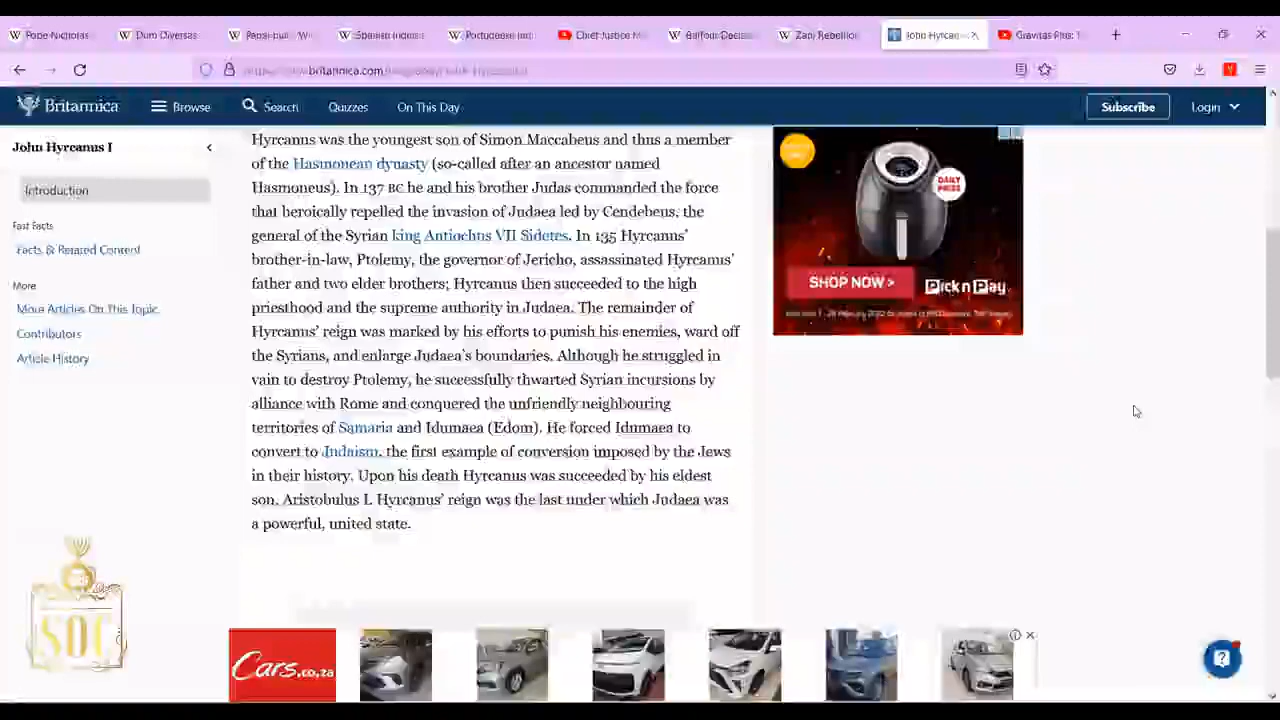 Pope Nicholas
Dum Diversas
Papal bull - Wi
Spanish Inquis
Portuguese Inq
Chief Justice M
Balfour Declara
Zanj Rebellion
John Hyrcanu
Gravitas Plus: T
Britannica
Browse
Search
Quizzes
On This Day
Subscribe
Login
John Hyrcanus I
Introduction
Fast Facts
Facts & Related Content
More
More Articles On This Topic
Contributors
Article History
Hyrcanus was the youngest son of Simon Maccabeus and thus a member
of the Hasmonean dynasty (so-called after an ancestor named
Hasmoneus). In 137 BC he and his brother Judas commanded the force
that heroically repelled the invasion of Judaea led by Cendebeus, the
general of the Syrian king Antiochus VII Sidetes. In 135 Hyrcanus'
brother-in-law, Ptolemy, the governor of Jericho, assassinated Hyrcanus'
father and two elder brothers; Hyrcanus then succeeded to the high
priesthood and the supreme authority in Judaea. The remainder of
Hyrcanus' reign was marked by his efforts to punish his enemies, ward off
the Syrians, and enlarge Judaea's boundaries. Although he struggled in
vain to destroy Ptolemy, he successfully thwarted Syrian incursions by
alliance with Rome and conquered the unfriendly neighbouring
territories of Samaria and Idumaea (Edom). He forced Idumaea to
convert to Judaism, the first example of conversion imposed by the Jews
in their history. Upon his death Hyrcanus was succeeded by his eldest
son, Aristobulus I. Hyrcanus' reign was the last under which Judaea was
a powerful, united state.
DAILY
PRICE
SHOP NOW >
Pick n Pay
SOC
Cars.co.za